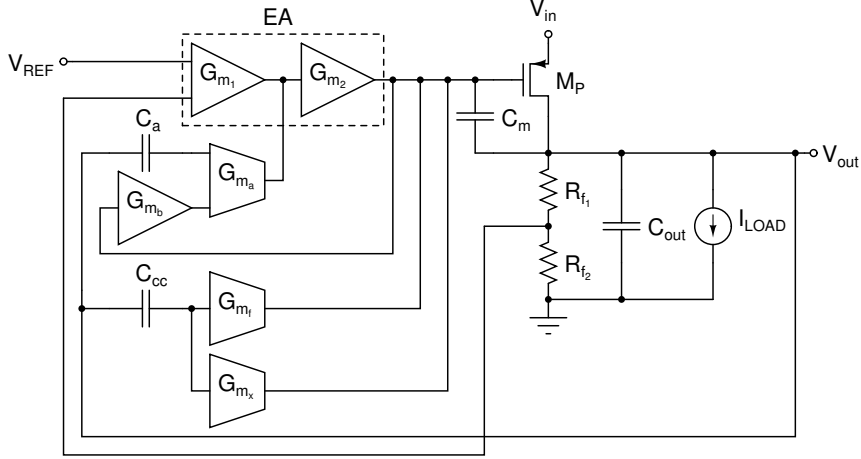 EA
V_in
V_REF
G_m1
G_m2
M_P
C_m
C_a
G_ma
G_mb
V_out
R_f1
C_out
I_LOAD
R_f2
C_cc
G_mf
G_mx